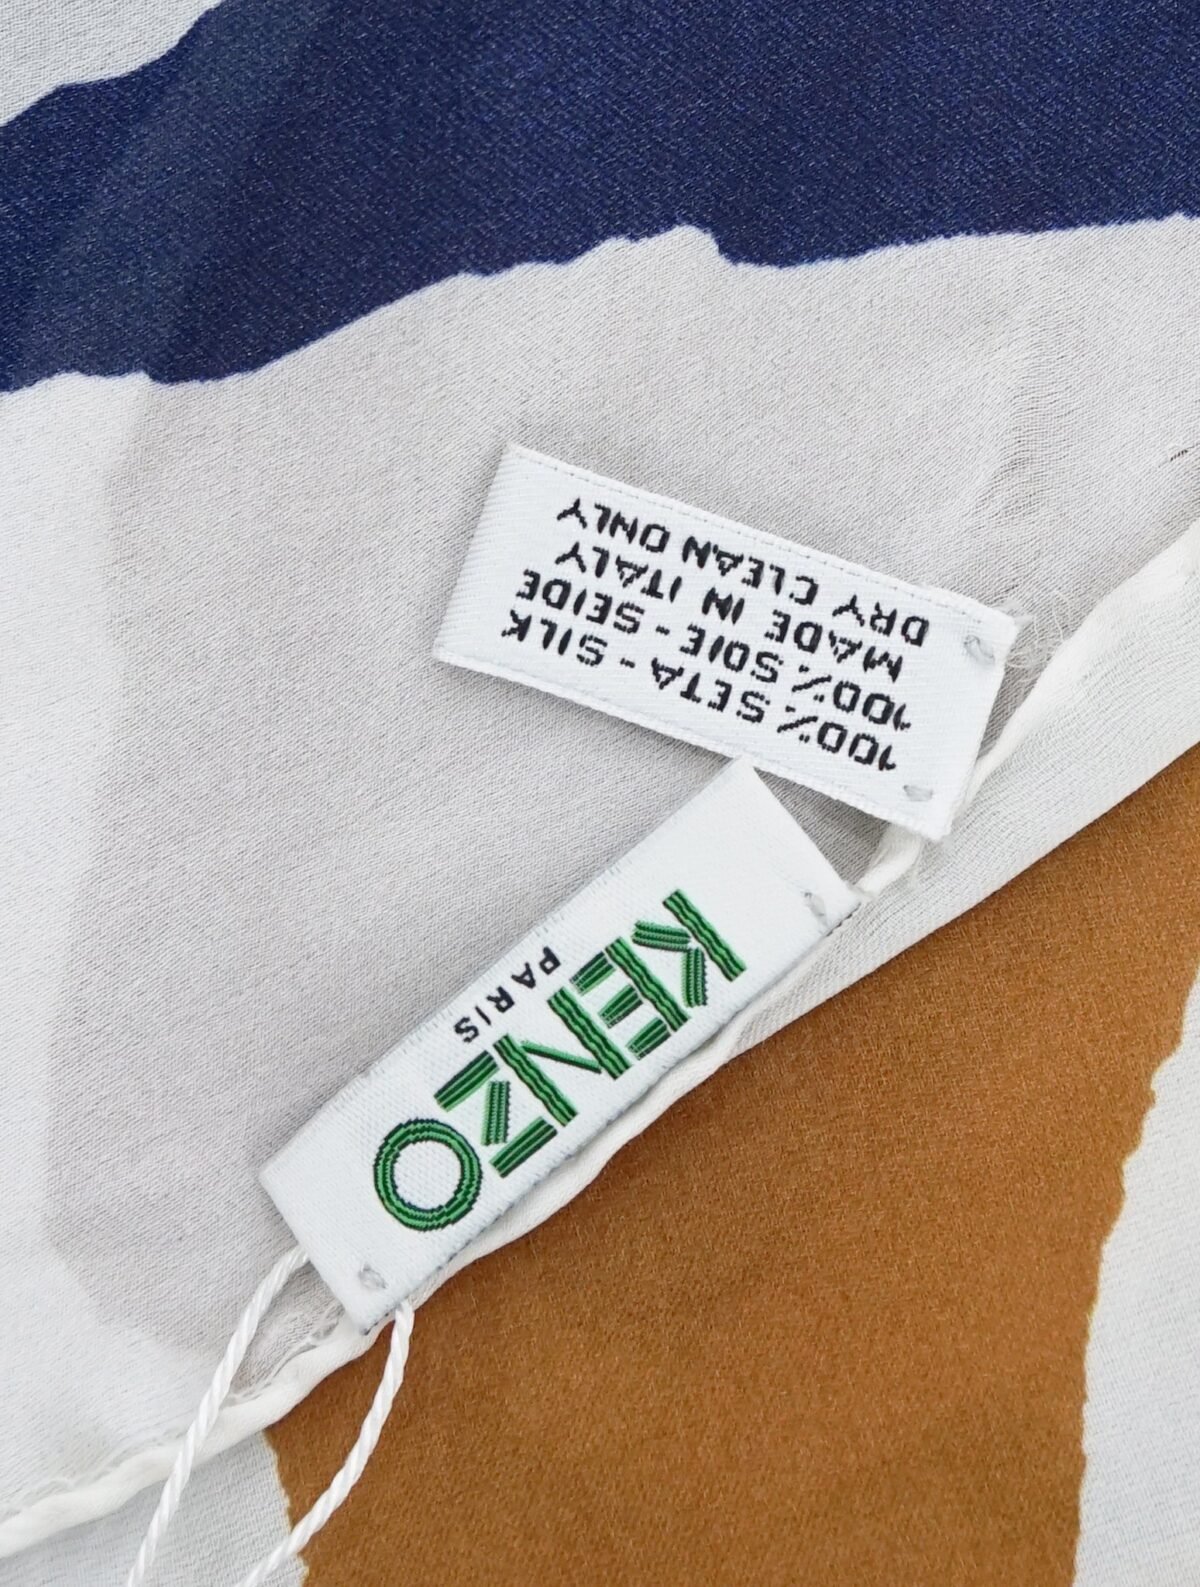 100% SETA - SILK
100% SOIE - SEIDE
MADE IN ITALY
DRY CLEAN ONLY
KENZO
PARIS